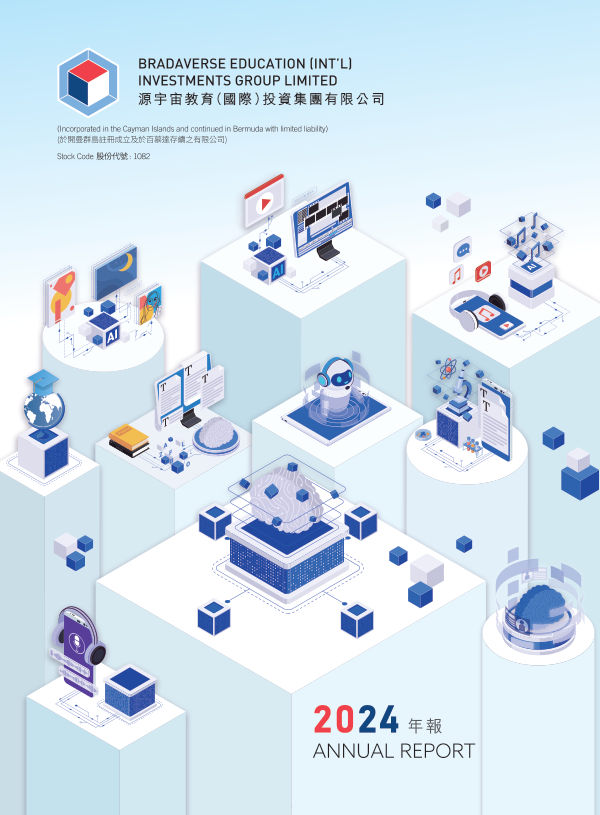 BRADAVERSE EDUCATION (INT'L)
INVESTMENTS GROUP LIMITED
源宇宙教育(國際)投資集團有限公司
(Incorporated in the Cayman Islands and continued in Bermuda with limited liability)
(於開曼群島註冊成立及於百慕達存續之有限公司)
Stock Code 股份代號 : 1082
AI
AI
AI
T
T
T
T
T
2024 年報
ANNUAL REPORT